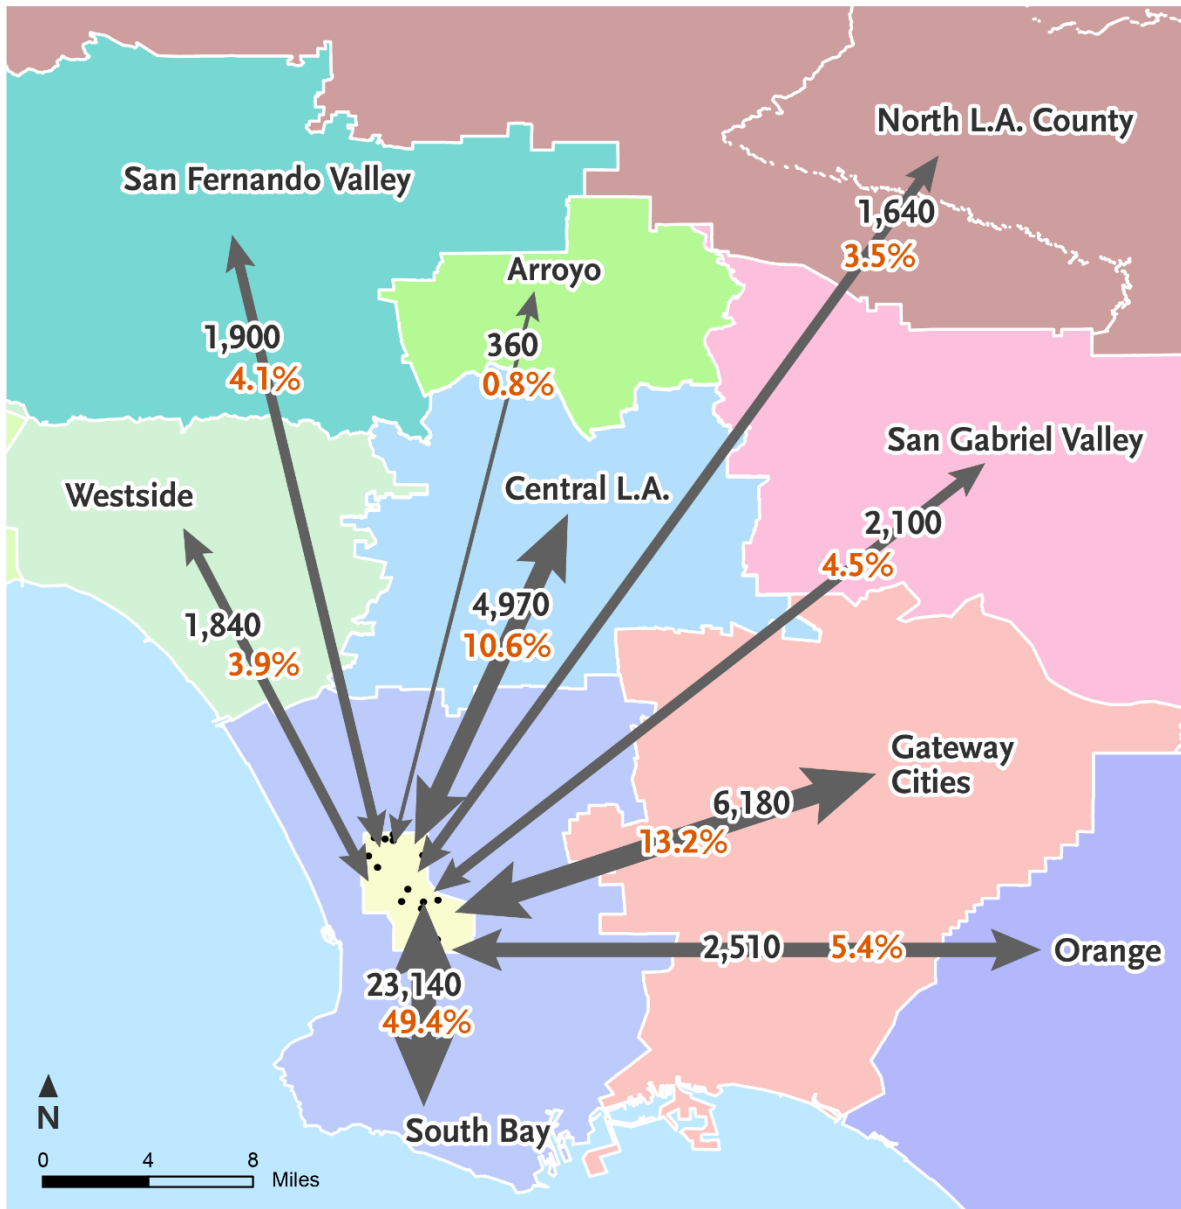 North L.A. County
San Fernando Valley
1,640
3.5%
Arroyo
1,900
4.1%
360
0.8%
San Gabriel Valley
Westside
Central L.A.
2,100
4.5%
4,970
10.6%
1,840
3.9%
Gateway
Cities
6,180
13.2%
2,510
5.4%
Orange
23,140
49.4%
South Bay
N
0 4 8
Miles